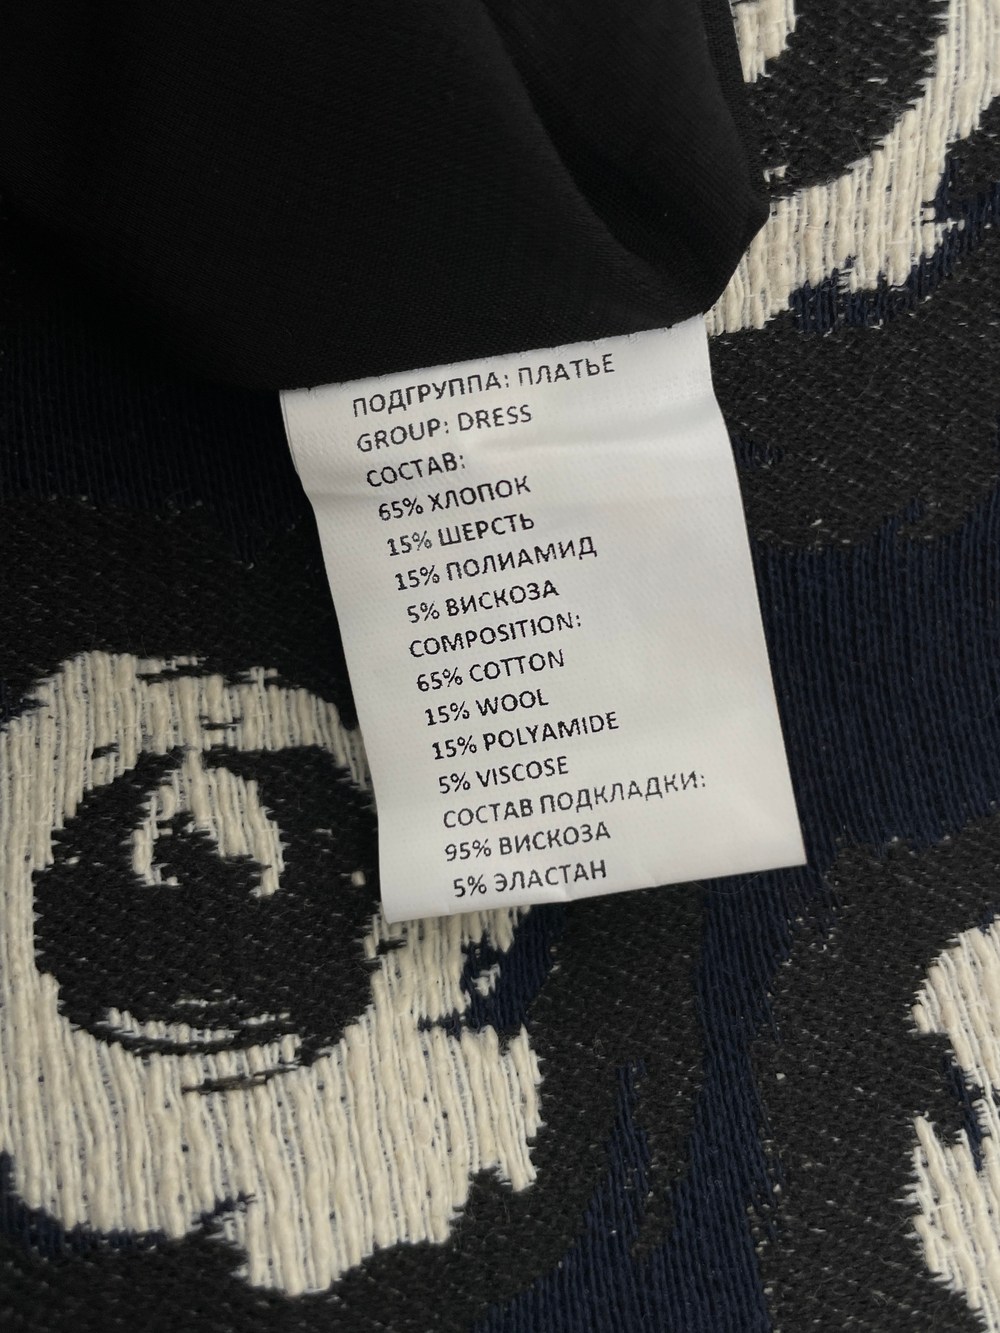 ПОДГРУППА: ПЛАТЬЕ
GROUP: DRESS
СОСТАВ:
65% ХЛОПОК
15% ШЕРСТЬ
15% ПОЛИАМИД
5% ВИСКОЗА
COMPOSITION:
65% COTTON
15% WOOL
15% POLYAMIDE
5% VISCOSE
СОСТАВ ПОДКЛАДКИ:
95% ВИСКОЗА
5% ЭЛАСТАН